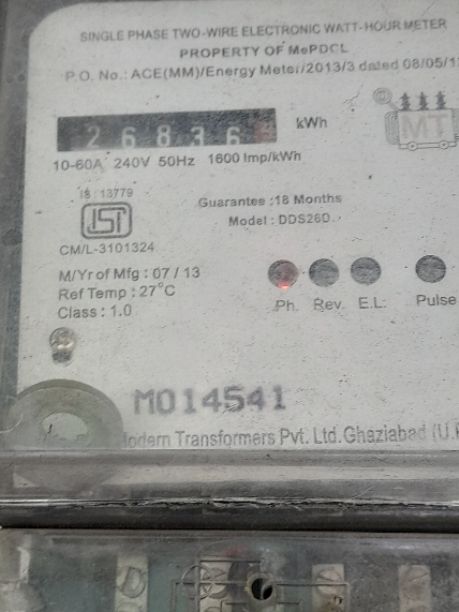 SINGLE PHASE TWO-WIRE ELECTRONIC WATT-HOUR METER
PROPERTY OF MePDCL
P.O. No.: ACE(MM)/Energy Meter/2013/3 dated 08/05/1
26836 kWh
MT
10-60A 240V 50Hz 1600 Imp/kWh
IS : 13779
ISI
CM/L-3101324
Guarantee :18 Months
Model : DDS26D
M/Yr of Mfg : 07 / 13
Ref Temp : 27°C
Class : 1.0
Ph. Rev. E.L. Pulse
M014541
Modern Transformers Pvt. Ltd. Ghaziabad (U.